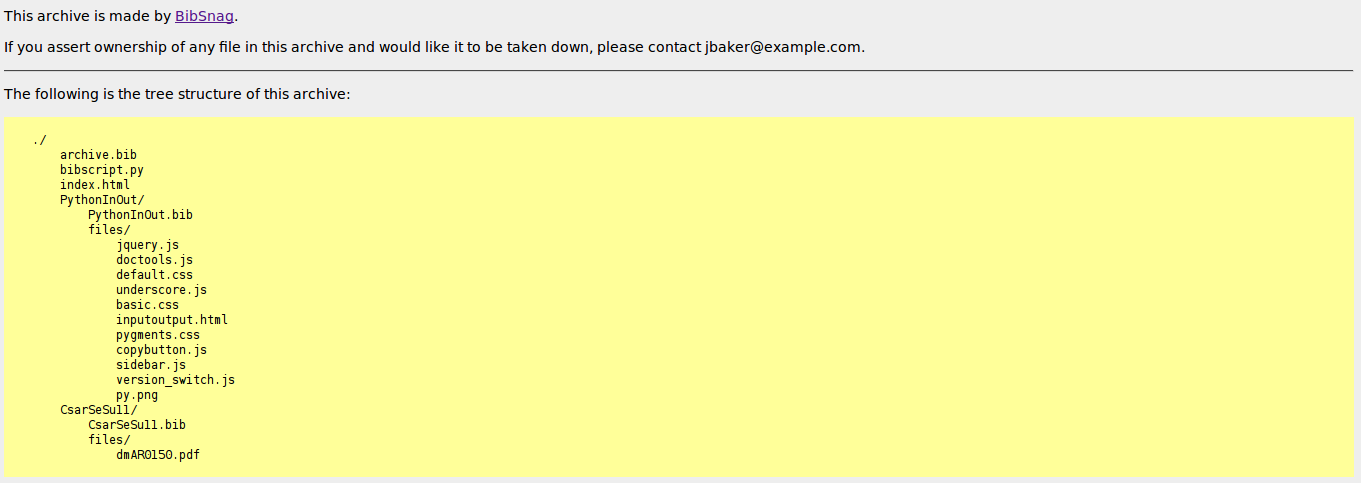 This archive is made by BibSnag.
If you assert ownership of any file in this archive and would like it to be taken down, please contact jbaker@example.com.
The following is the tree structure of this archive:
./
archive.bib
bibscript.py
index.html
PythonInOut/
PythonInOut.bib
files/
jquery.js
doctools.js
default.css
underscore.js
basic.css
inputoutput.html
pygments.css
copybutton.js
sidebar.js
version_switch.js
py.png
CsarSeSu11/
CsarSeSu11.bib
files/
dmAR0150.pdf